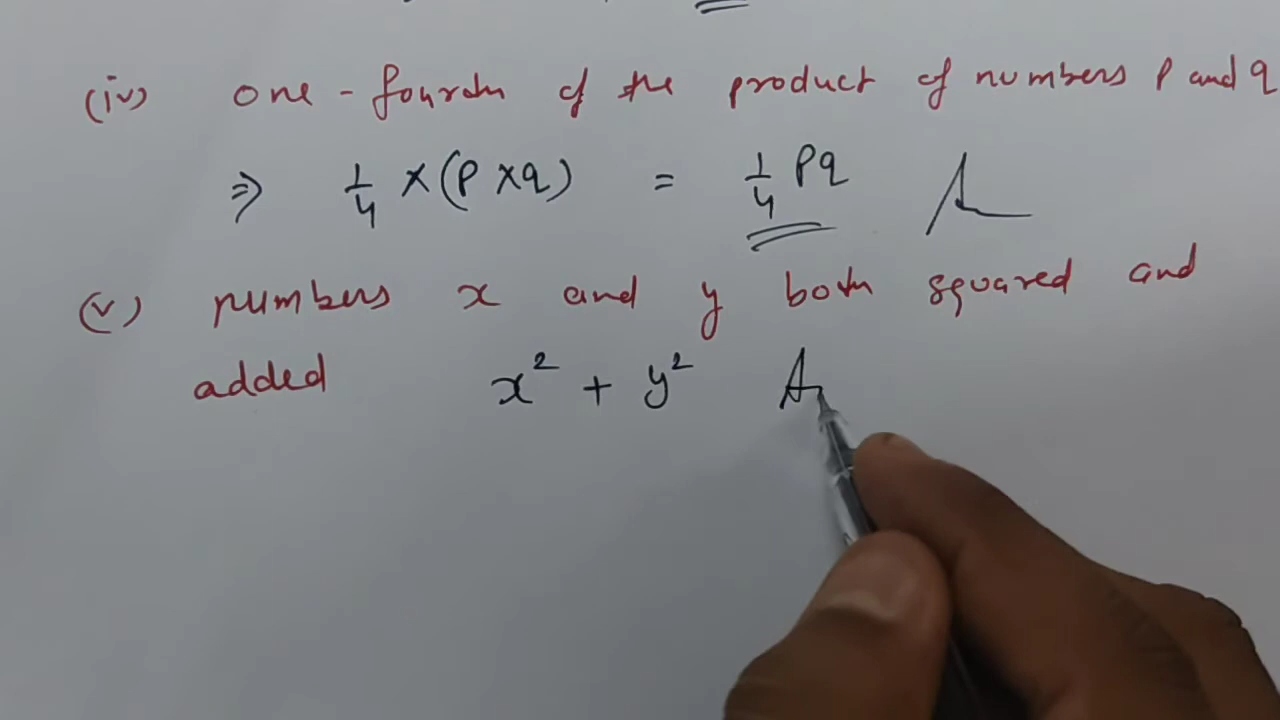 (iv) one-fourth of the product of numbers P and q
⇒ 1/4 × (P × q) = 1/4 Pq
(v) numbers x and y both squared and
added x² + y² A